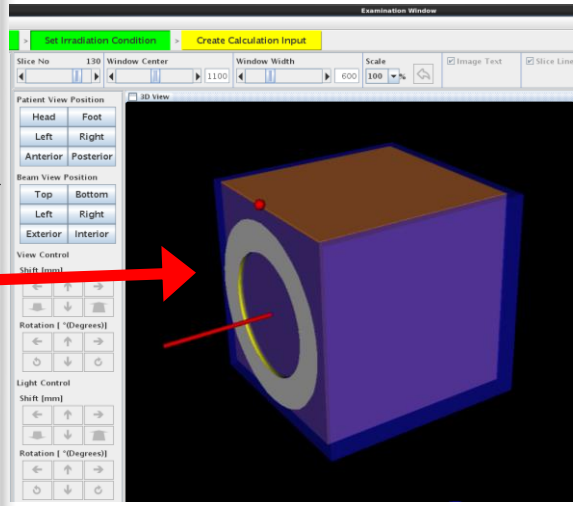 Examination Window
> Set Irradiation Condition > Create Calculation Input
Slice No 130 Window Center Window Width Scale Image Text Slice Line
1100 600 100 %
Patient View Position 3D View
Head Foot
Left Right
Anterior Posterior
Beam View Position
Top Bottom
Left Right
Exterior Interior
View Control
Shift [mm]
Rotation [ °(Degrees)]
Light Control
Shift [mm]
Rotation [ °(Degrees)]